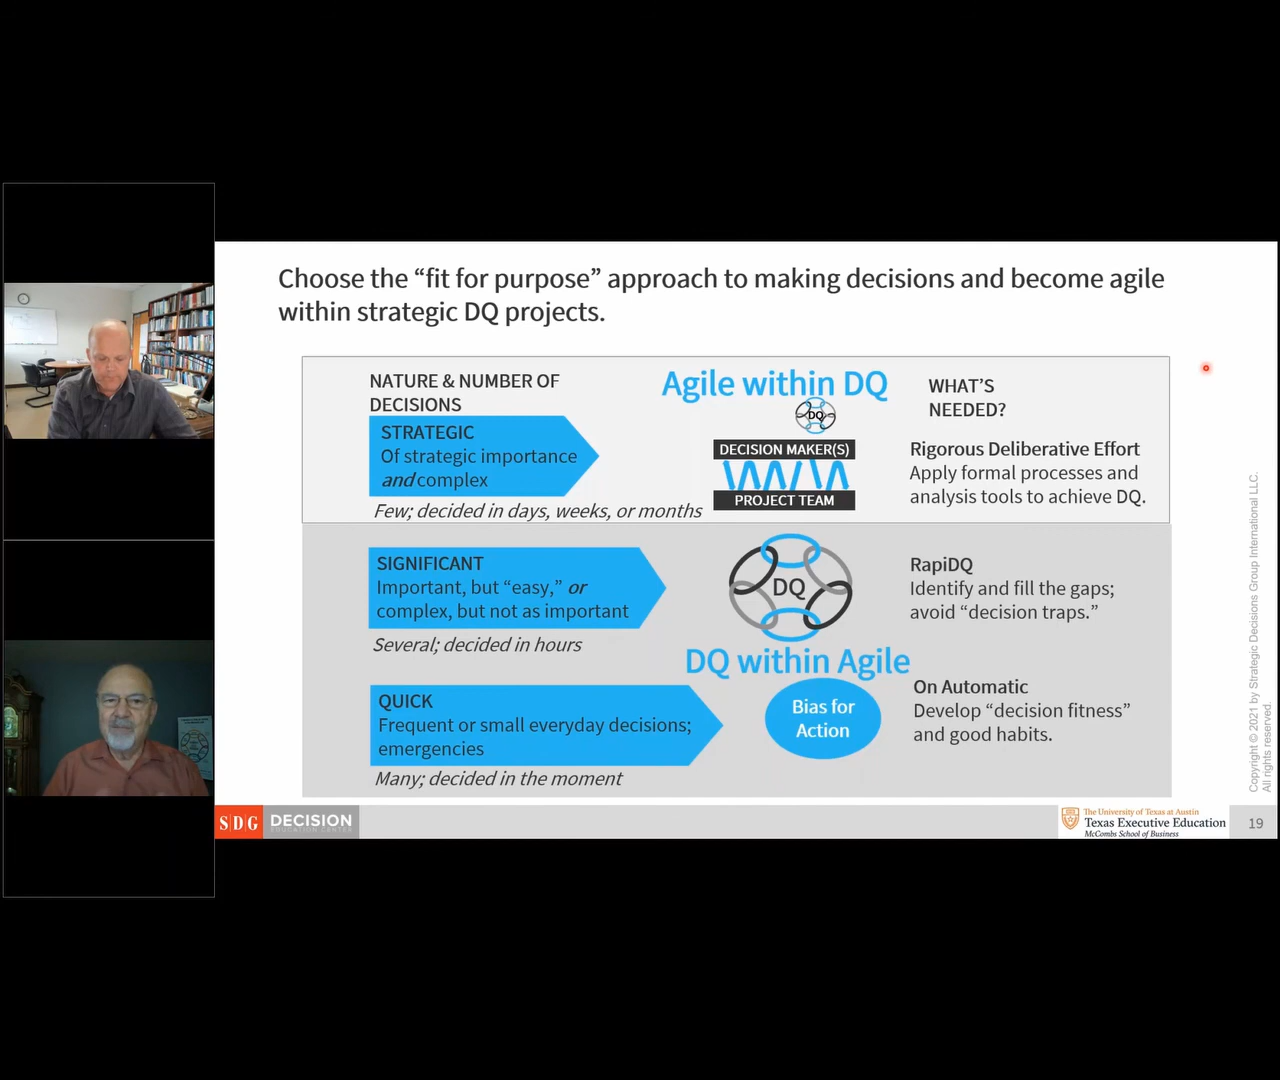 Choose the “fit for purpose” approach to making decisions and become agile
within strategic DQ projects.
NATURE & NUMBER OF
DECISIONS
Agile within DQ
DQ
WHAT’S
NEEDED?
STRATEGIC
Of strategic importance
and complex
Few; decided in days, weeks, or months
DECISION MAKER(S)
PROJECT TEAM
Rigorous Deliberative Effort
Apply formal processes and
analysis tools to achieve DQ.
SIGNIFICANT
Important, but “easy,” or
complex, but not as important
Several; decided in hours
DQ
RapiDQ
Identify and fill the gaps;
avoid “decision traps.”
DQ within Agile
QUICK
Frequent or small everyday decisions;
emergencies
Many; decided in the moment
Bias for
Action
On Automatic
Develop “decision fitness”
and good habits.
Copyright © 2021 by Strategic Decisions Group International LLC.
All rights reserved.
SDG
DECISION
EDUCATION CENTER
The University of Texas at Austin
Texas Executive Education
McCombs School of Business
19